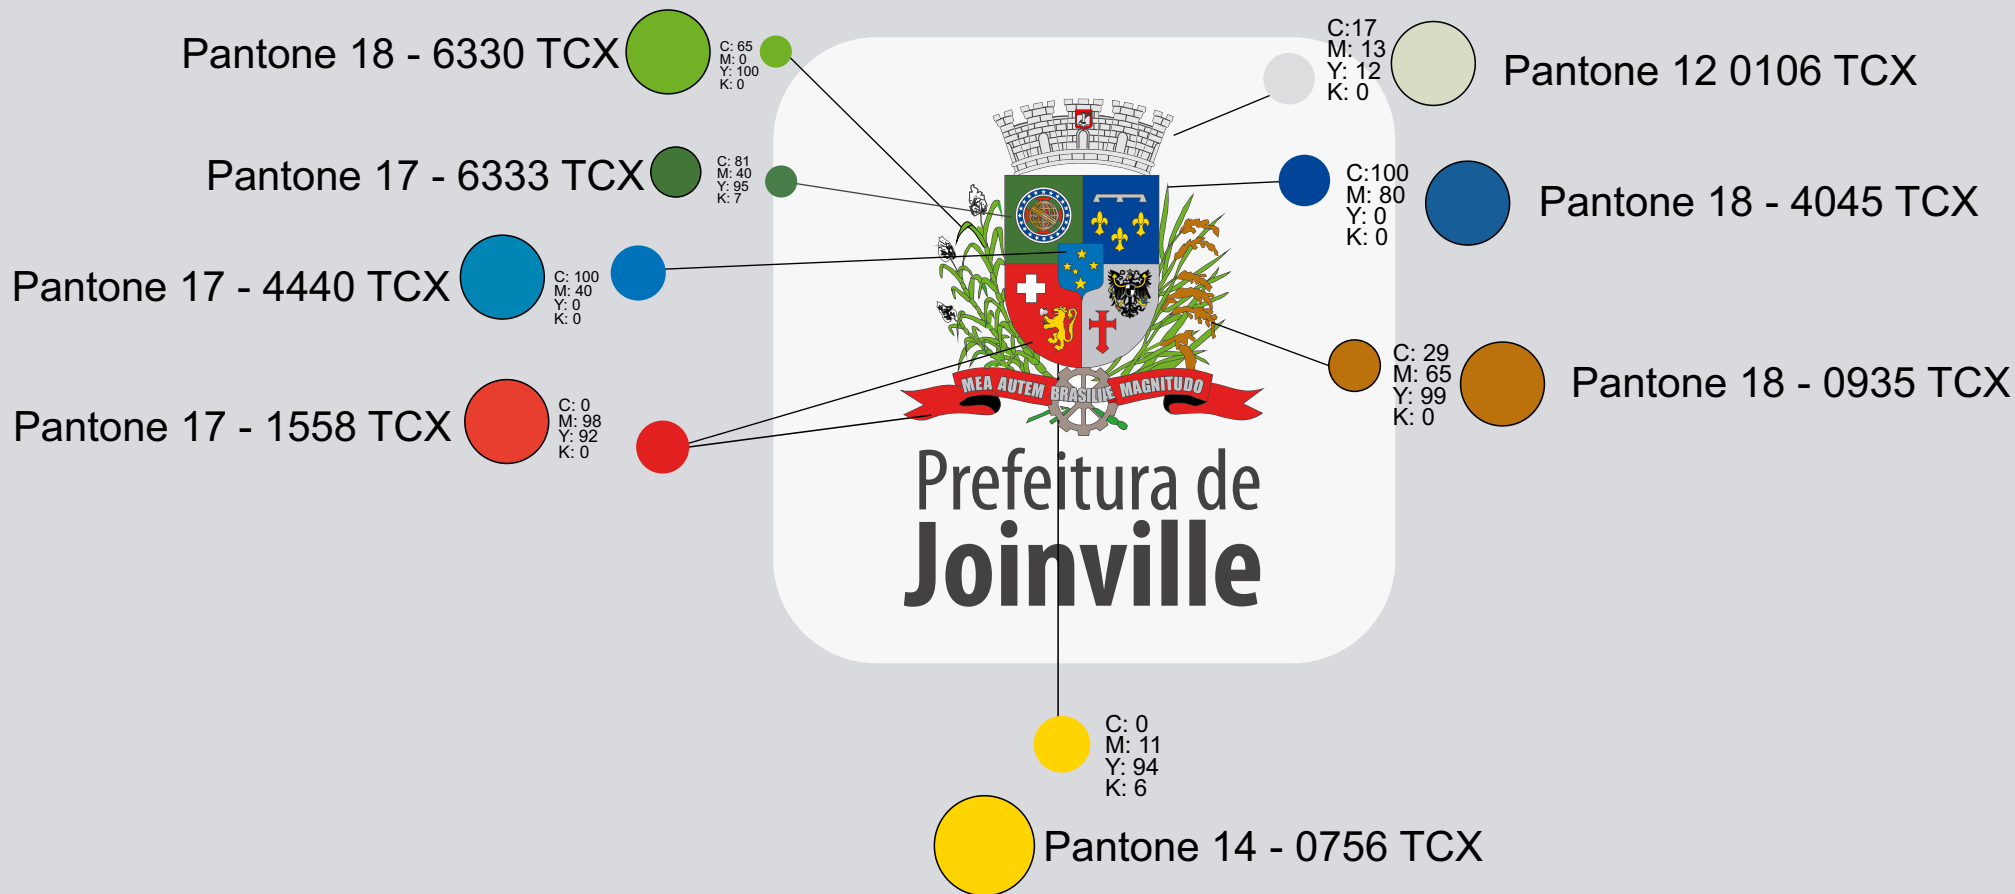 Pantone 18 - 6330 TCX
C: 65
M: 0
Y: 100
K: 0
Pantone 17 - 6333 TCX
C: 81
M: 40
Y: 95
K: 7
Pantone 17 - 4440 TCX
C: 100
M: 40
Y: 0
K: 0
Pantone 17 - 1558 TCX
C: 0
M: 98
Y: 92
K: 0
C:17
M: 13
Y: 12
K: 0
Pantone 12 0106 TCX
C:100
M: 80
Y: 0
K: 0
Pantone 18 - 4045 TCX
C: 29
M: 65
Y: 99
K: 0
Pantone 18 - 0935 TCX
MEA AUTEM BRASILIÆ MAGNITUDO
Prefeitura de
Joinville
C: 0
M: 11
Y: 94
K: 6
Pantone 14 - 0756 TCX